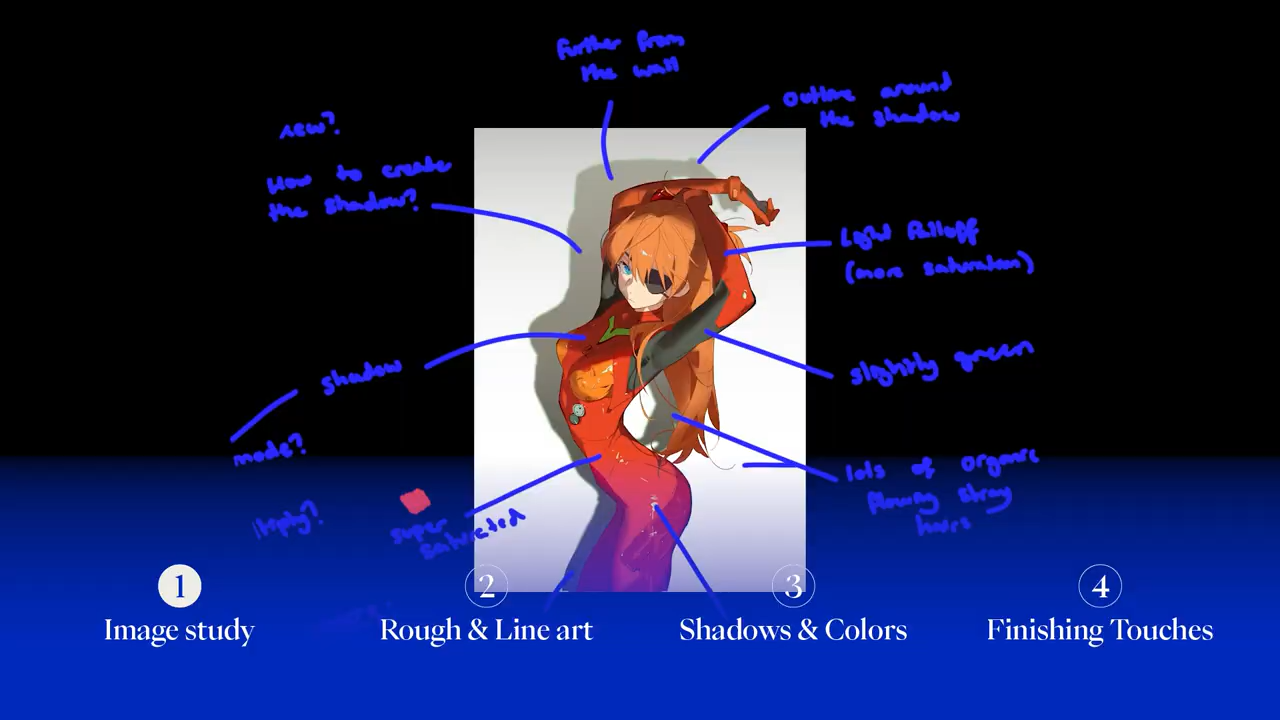 Further from
the wall
Outline around
the shadow
new?
How to create
the shadow?
Light falloff
(more saturation)
slightly green
shadow
mode?
lots of organic
flowing stray
hairs
super
saturated
1
2
3
4
Image study
Rough & Line art
Shadows & Colors
Finishing Touches